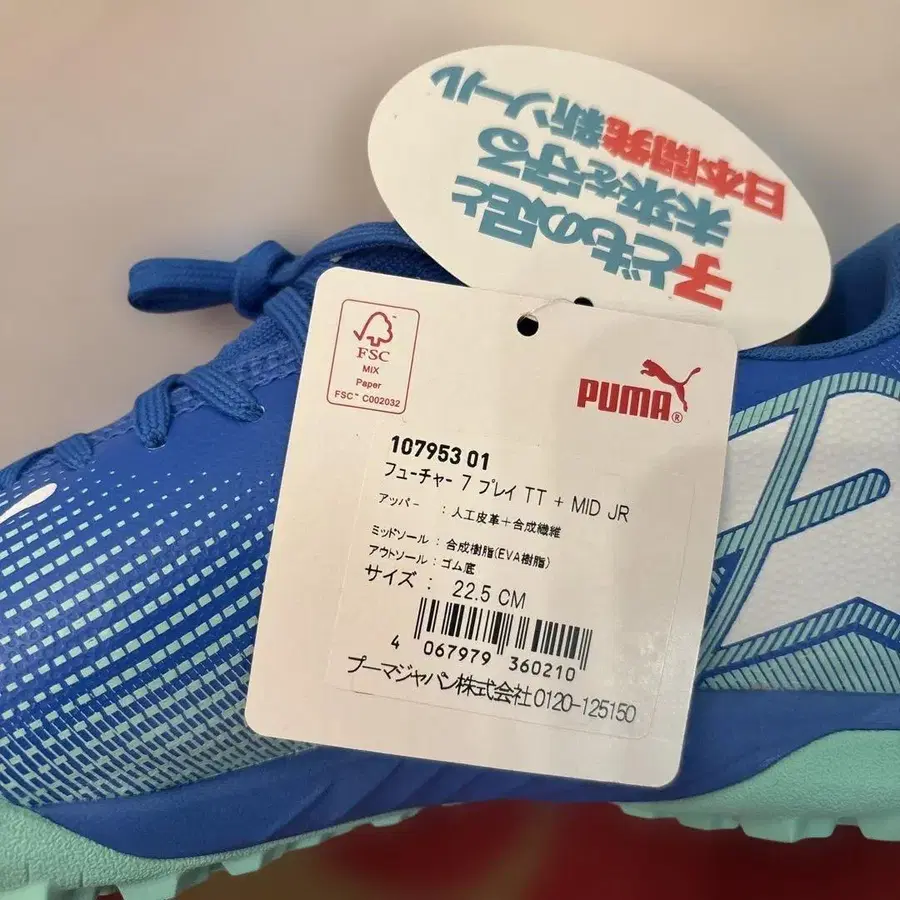 子どもの足と
未来を守る
日本開発新ソール
FSC
MIX
Paper
FSC™ C002032
PUMA®
107953 01
フューチャー 7 プレイ TT + MID JR
アッパー : 人工皮革+合成繊維
ミッドソール : 合成樹脂(EVA樹脂)
アウトソール : ゴム底
サイズ : 22.5 CM
4 067979 360210
プーマジャパン株式会社0120-125150